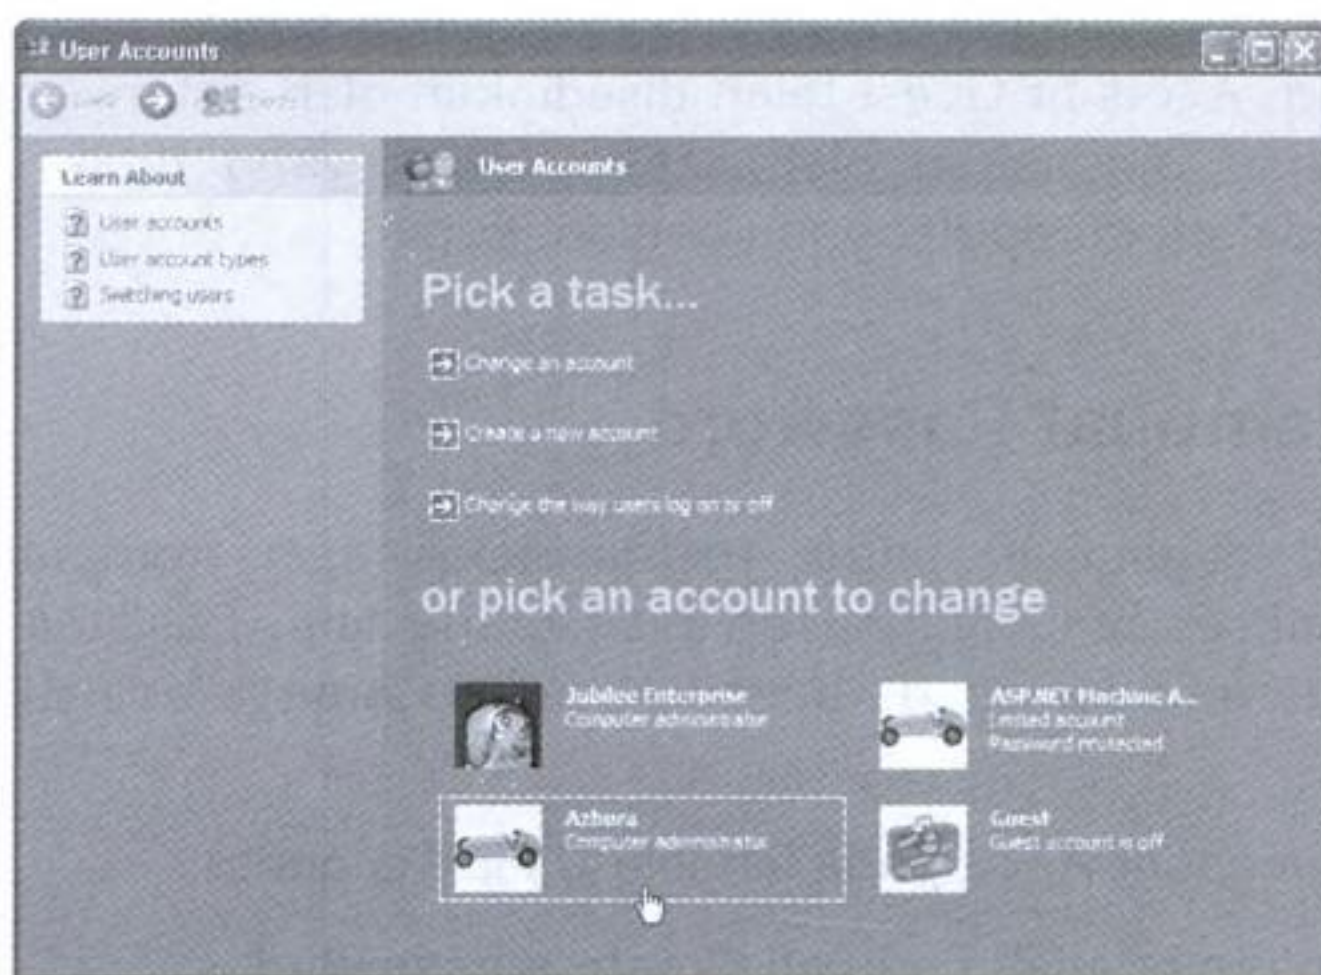 User Accounts
Learn About
User accounts
User account types
Switching users
User Accounts
Pick a task...
Change an account
Create a new account
Change the way users log on or off
or pick an account to change
Jubilee Enterprise
Computer administrator
ASP.NET Machine A...
Limited account
Password protected
Azhura
Computer administrator
Guest
Guest account is off